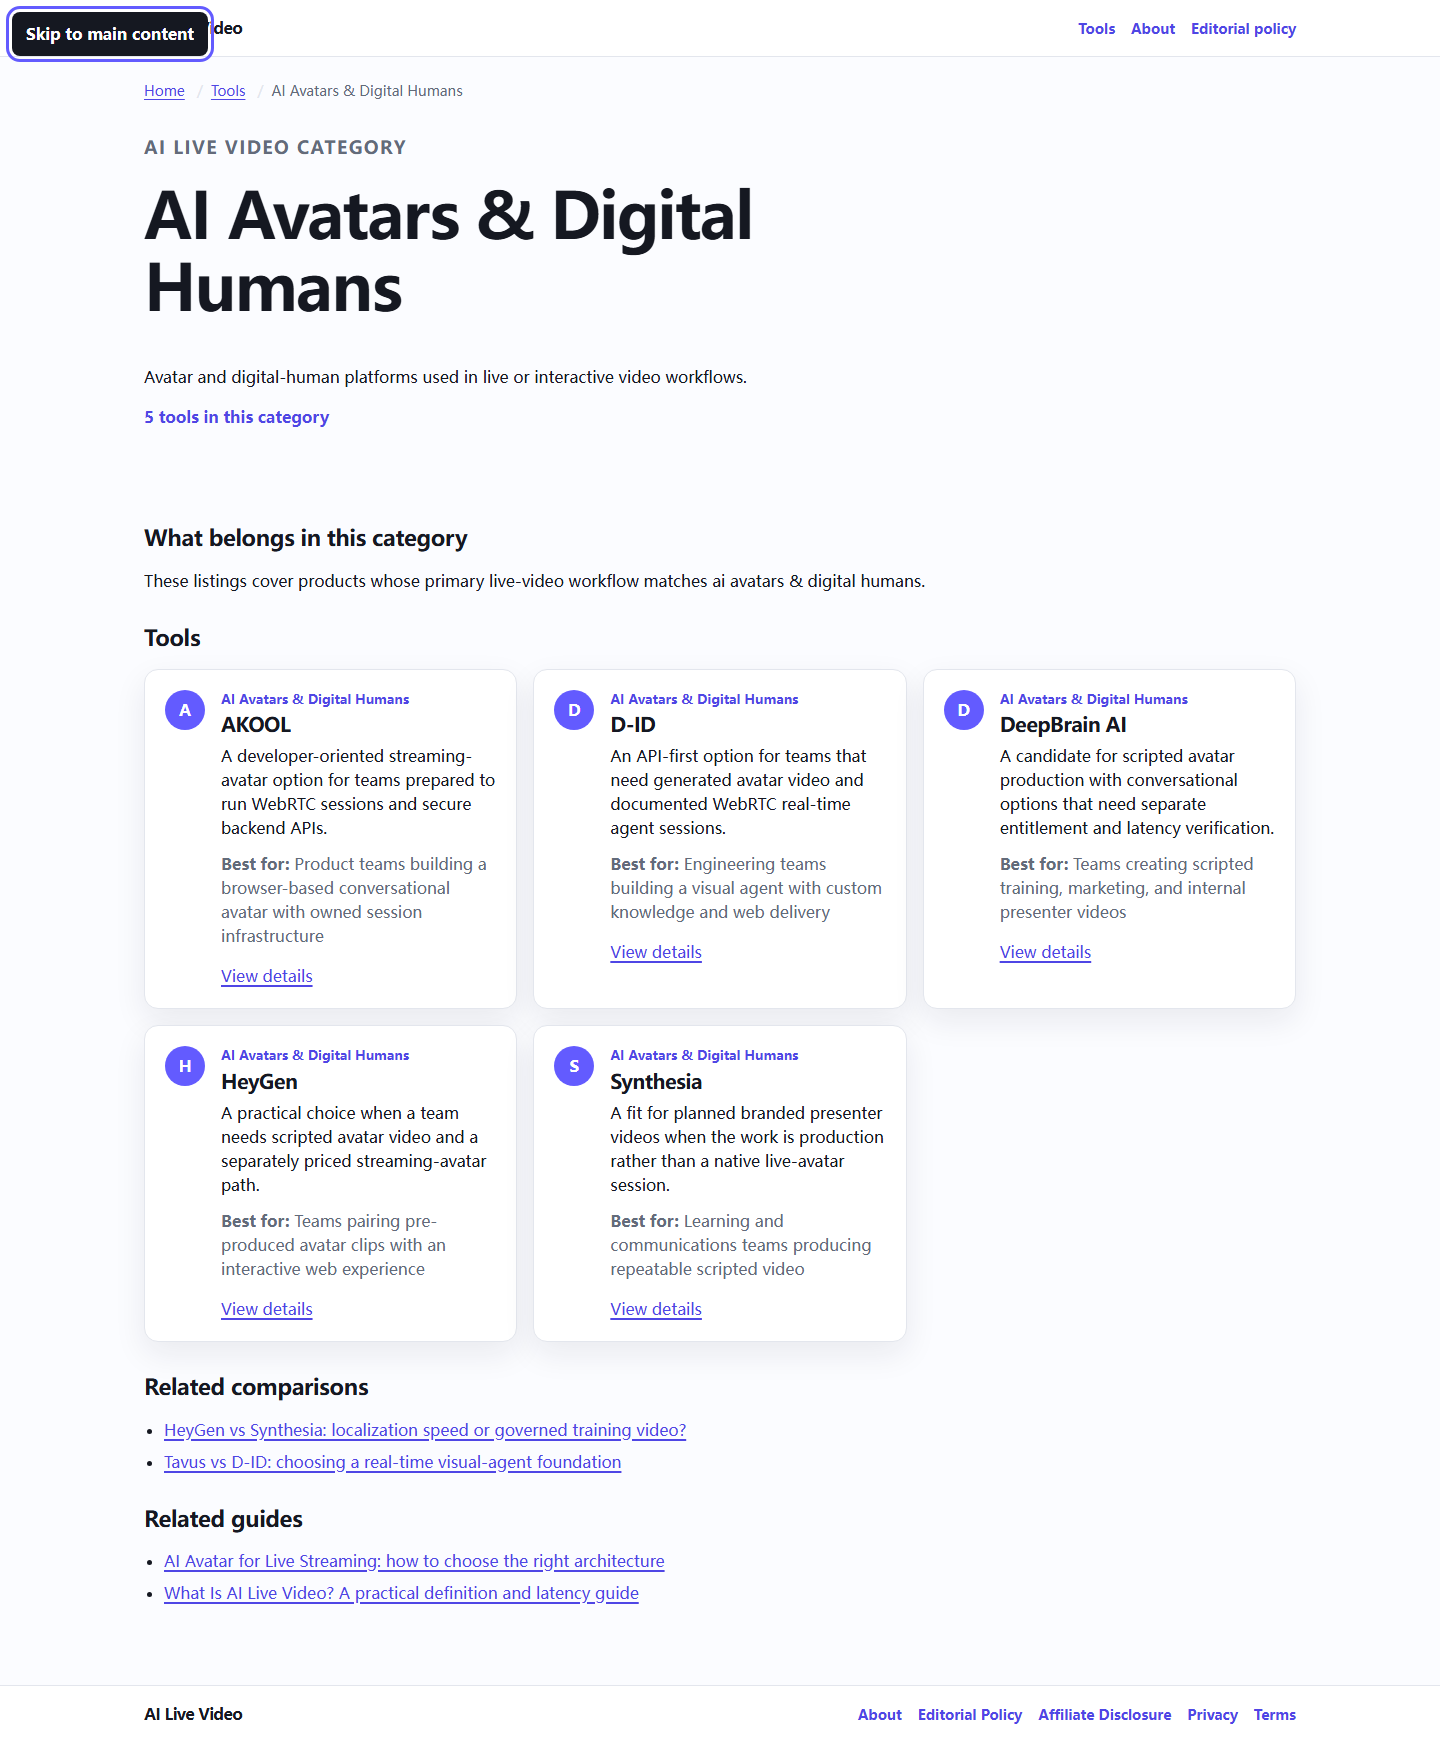 Skip to main content
Video
Tools About Editorial policy
Home / Tools / AI Avatars & Digital Humans
AI LIVE VIDEO CATEGORY
AI Avatars & Digital
Humans
Avatar and digital-human platforms used in live or interactive video workflows.
5 tools in this category
What belongs in this category
These listings cover products whose primary live-video workflow matches ai avatars & digital humans.
Tools
A
AI Avatars & Digital Humans
AKOOL
A developer-oriented streaming-
avatar option for teams prepared to
run WebRTC sessions and secure
backend APIs.
Best for: Product teams building a
browser-based conversational
avatar with owned session
infrastructure
View details
D
AI Avatars & Digital Humans
D-ID
An API-first option for teams that
need generated avatar video and
documented WebRTC real-time
agent sessions.
Best for: Engineering teams
building a visual agent with custom
knowledge and web delivery
View details
D
AI Avatars & Digital Humans
DeepBrain AI
A candidate for scripted avatar
production with conversational
options that need separate
entitlement and latency verification.
Best for: Teams creating scripted
training, marketing, and internal
presenter videos
View details
H
AI Avatars & Digital Humans
HeyGen
A practical choice when a team
needs scripted avatar video and a
separately priced streaming-avatar
path.
Best for: Teams pairing pre-
produced avatar clips with an
interactive web experience
View details
S
AI Avatars & Digital Humans
Synthesia
A fit for planned branded presenter
videos when the work is production
rather than a native live-avatar
session.
Best for: Learning and
communications teams producing
repeatable scripted video
View details
Related comparisons
• HeyGen vs Synthesia: localization speed or governed training video?
• Tavus vs D-ID: choosing a real-time visual-agent foundation
Related guides
• AI Avatar for Live Streaming: how to choose the right architecture
• What Is AI Live Video? A practical definition and latency guide
AI Live Video
About Editorial Policy Affiliate Disclosure Privacy Terms